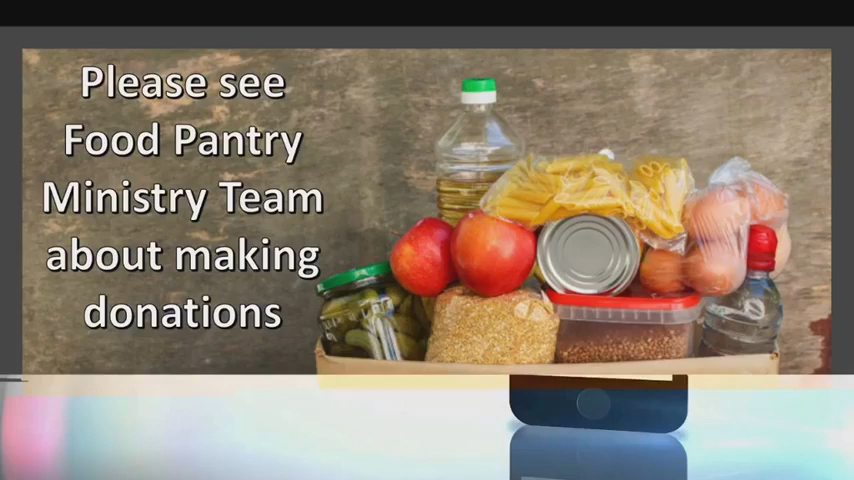 Please see
Food Pantry
Ministry Team
about making
donations